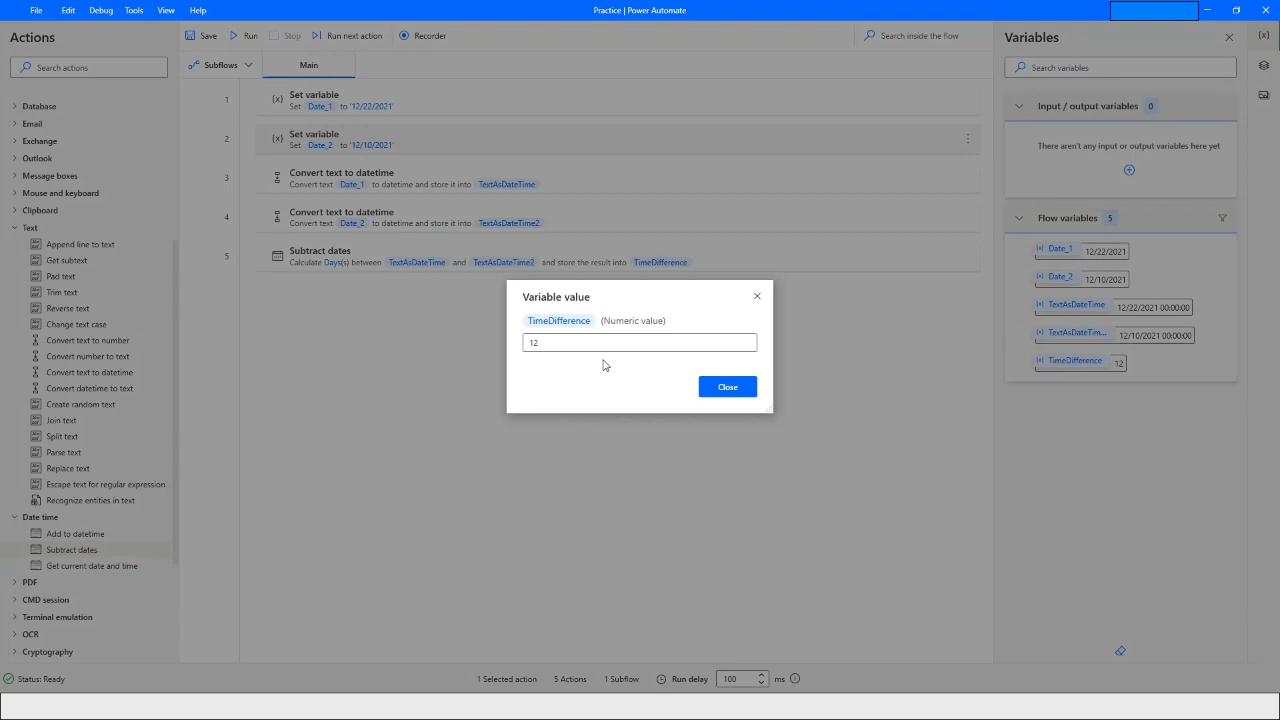 File Edit Debug Tools View Help
Practice | Power Automate
Actions
Search actions
Database
Email
Exchange
Outlook
Message boxes
Mouse and keyboard
Clipboard
Text
Append line to text
Get subtext
Pad text
Trim text
Reverse text
Change text case
Convert text to number
Convert number to text
Convert text to datetime
Convert datetime to text
Create random text
Join text
Split text
Parse text
Replace text
Escape text for regular expression
Recognize entities in text
Date time
Add to datetime
Subtract dates
Get current date and time
PDF
CMD session
Terminal emulation
OCR
Cryptography
Save Run Stop Run next action Recorder
Search inside the flow
Subflows Main
1 {x} Set variable
Set Date_1 to '12/22/2021'
2 {x} Set variable
Set Date_2 to '12/10/2021'
3 Convert text to datetime
Convert text Date_1 to datetime and store it into TextAsDateTime
4 Convert text to datetime
Convert text Date_2 to datetime and store it into TextAsDateTime2
5 Subtract dates
Calculate Days(s) between TextAsDateTime and TextAsDateTime2 and store the result into TimeDifference
Variable value
TimeDifference (Numeric value)
12
Close
Variables
{x}
Search variables
Input / output variables 0
There aren't any input or output variables here yet
Flow variables 5
(x) Date_1 12/22/2021
(x) Date_2 12/10/2021
(x) TextAsDateTime 12/22/2021 00:00:00
(x) TextAsDateTim... 12/10/2021 00:00:00
(x) TimeDifference 12
Status: Ready
1 Selected action 5 Actions 1 Subflow Run delay 100 ms